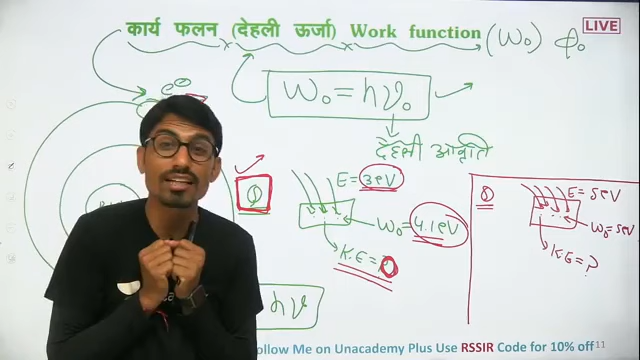 LIVE
कार्य फलन (देहली ऊर्जा) Work function (W₀) φ₀
e⊖
W₀ = hν₀
देहली आवृत्ति
Q
E = 3eV
W₀ = 4.1eV
K.E = ?
Q
E = 5eV
W₀ = 5eV
K.E = ?
hν
ollow Me on Unacademy Plus Use RSSIR Code for 10% off
11